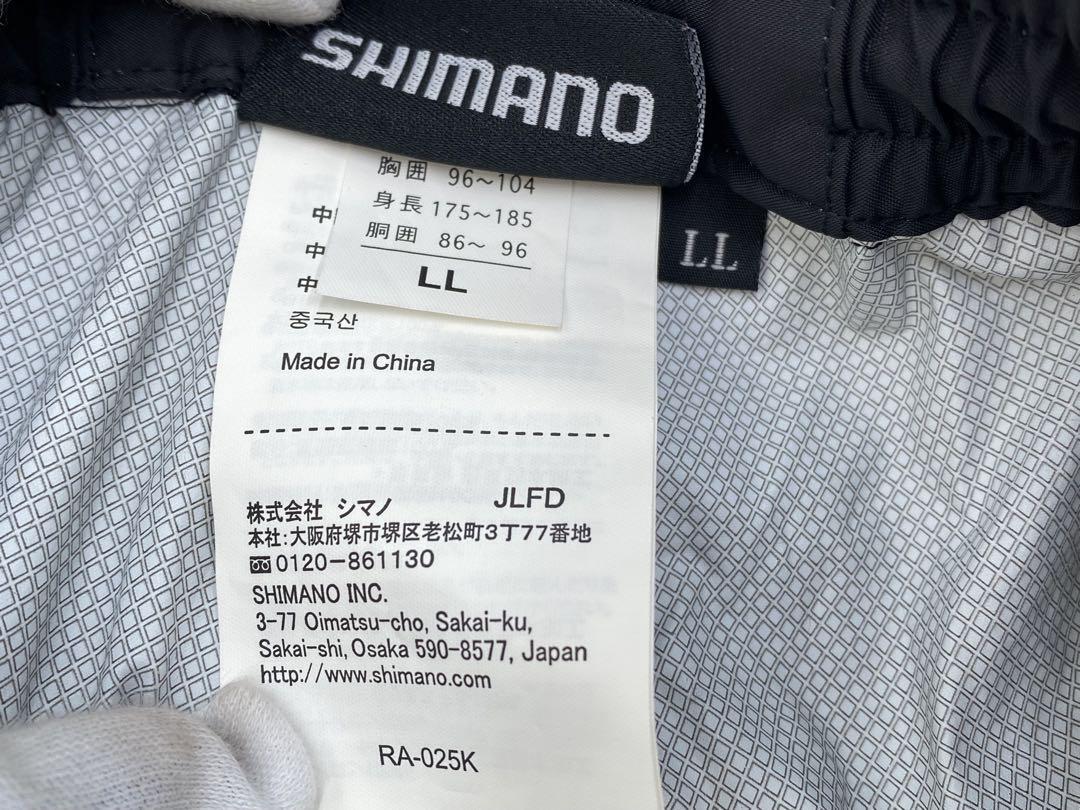 SHIMANO
胸囲 96～104
身長 175～185
胴囲 86～ 96
LL
LL
中
中
中
중국산
Made in China
株式会社 シマノ JLFD
本社:大阪府堺市堺区老松町3丁77番地
0120-861130
SHIMANO INC.
3-77 Oimatsu-cho, Sakai-ku,
Sakai-shi, Osaka 590-8577, Japan
http://www.shimano.com
RA-025K